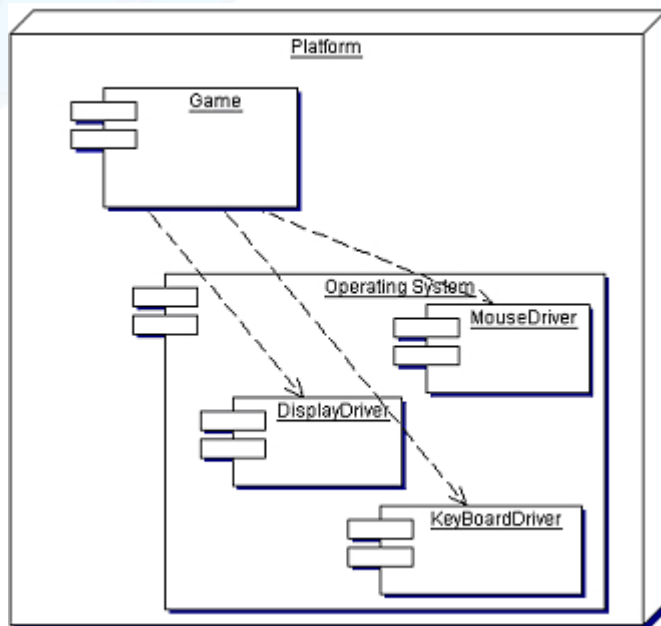 Platform
Game
Operating System
MouseDriver
DisplayDriver
KeyBoardDriver